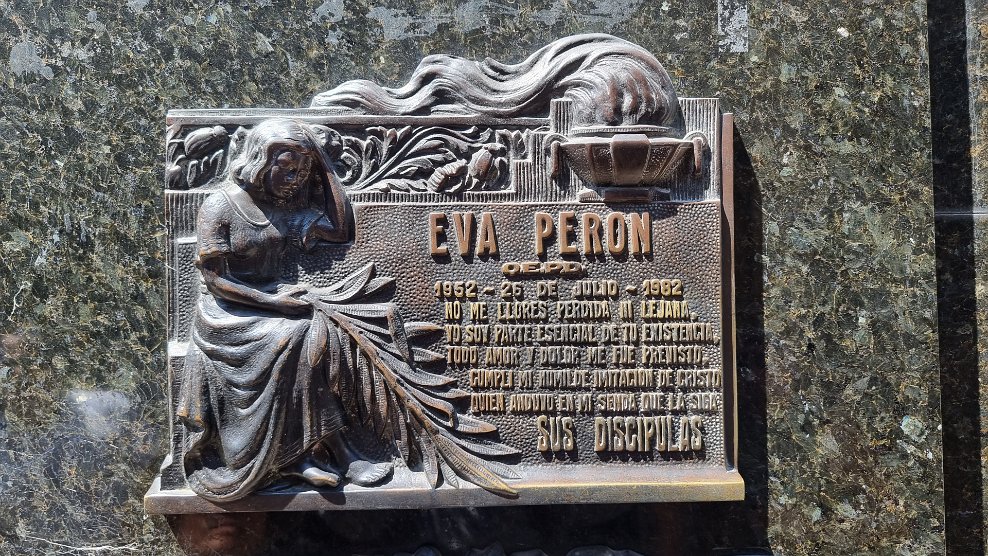 EVA PERON
Q.E.P.D.
1952 - 26 DE JULIO - 1982
NO ME LLORES PERDIDA NI LEJANA,
YO SOY PARTE ESENCIAL DE TU EXISTENCIA,
TODO AMOR Y DOLOR ME FUE PREVISTO,
CUMPLI MI HUMILDE IMITACION DE CRISTO
QUIEN ANDUVO EN MI SENDA QUE LA SIGA.
SUS DISCIPULAS